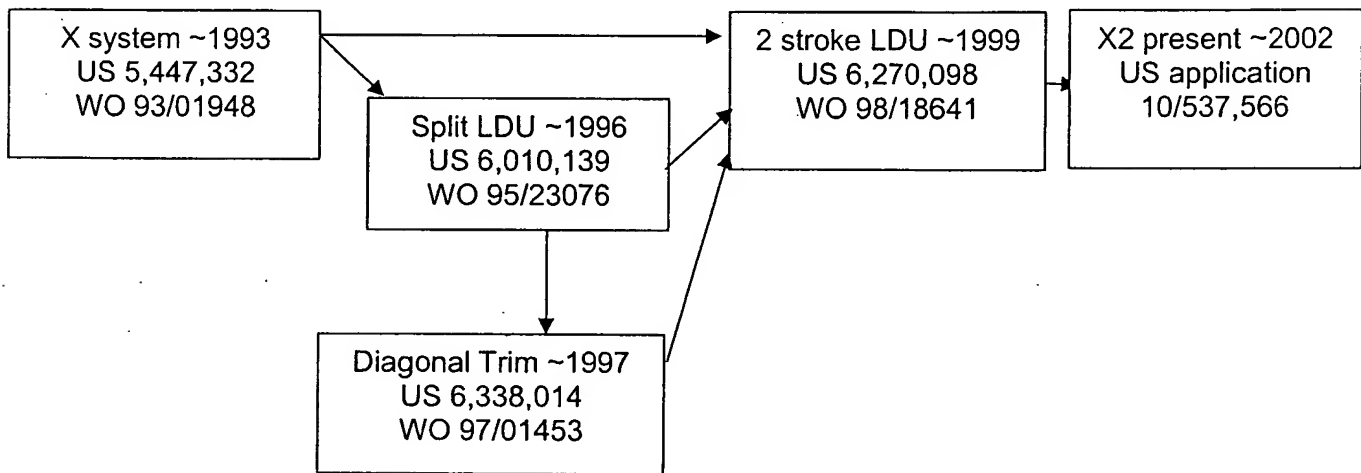 X system ~1993
US 5,447,332
WO 93/01948
Split LDU ~1996
US 6,010,139
WO 95/23076
Diagonal Trim ~1997
US 6,338,014
WO 97/01453
2 stroke LDU ~1999
US 6,270,098
WO 98/18641
X2 present ~2002
US application
10/537,566